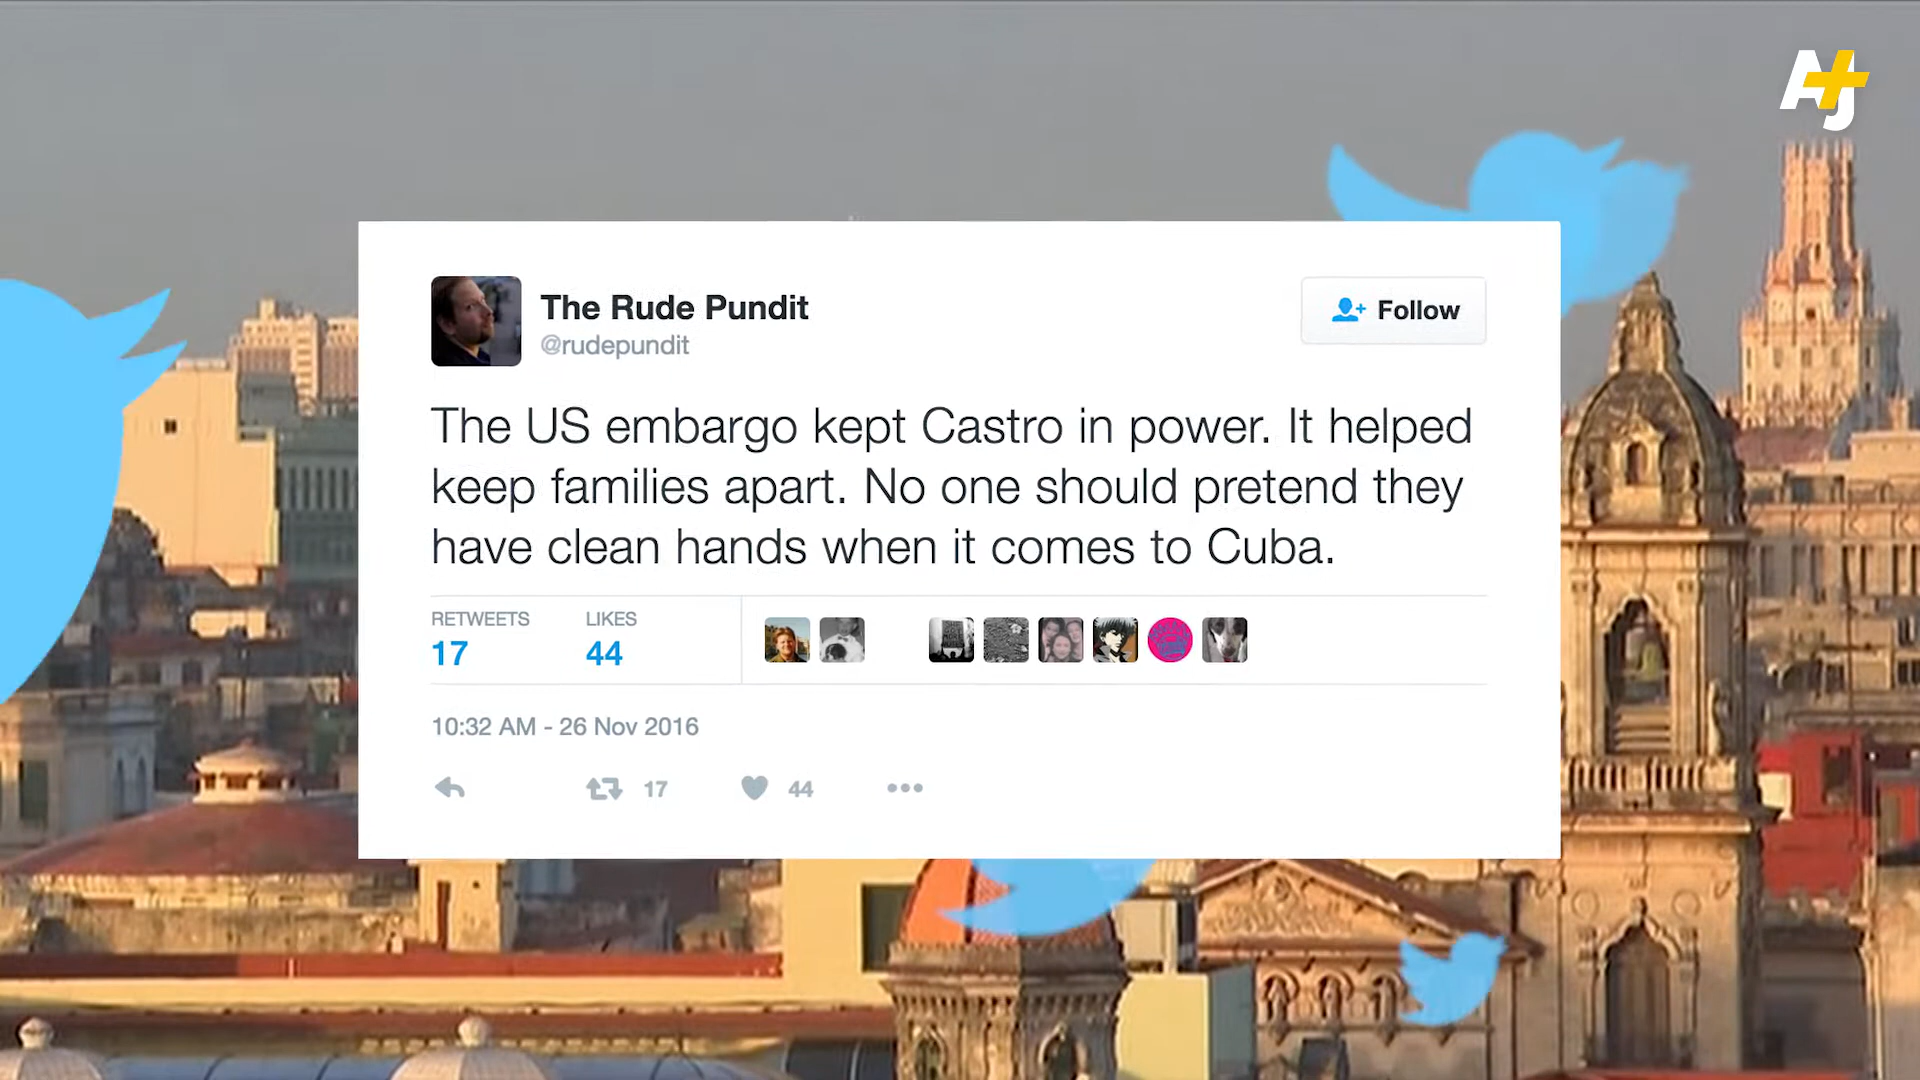 AJ+
The Rude Pundit
@rudepundit
Follow
The US embargo kept Castro in power. It helped
keep families apart. No one should pretend they
have clean hands when it comes to Cuba.
RETWEETS LIKES
17 44
10:32 AM - 26 Nov 2016
17 44